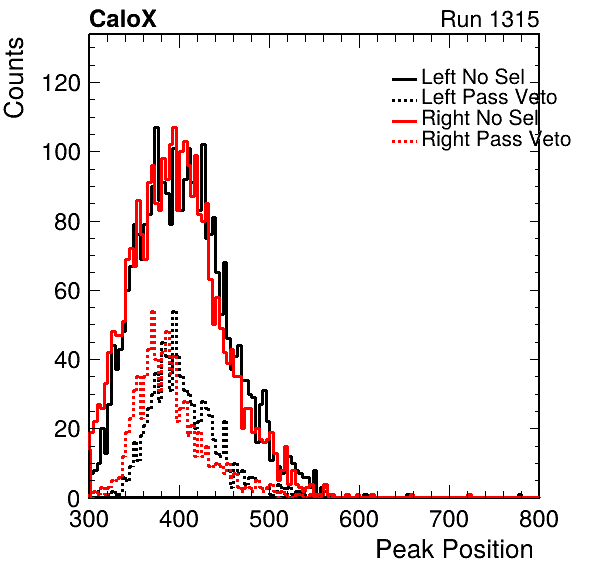 CaloX Run 1315
Counts
120
100
80
60
40
20
0
Left No Sel
Left Pass Veto
Right No Sel
Right Pass Veto
300 400 500 600 700 800
Peak Position